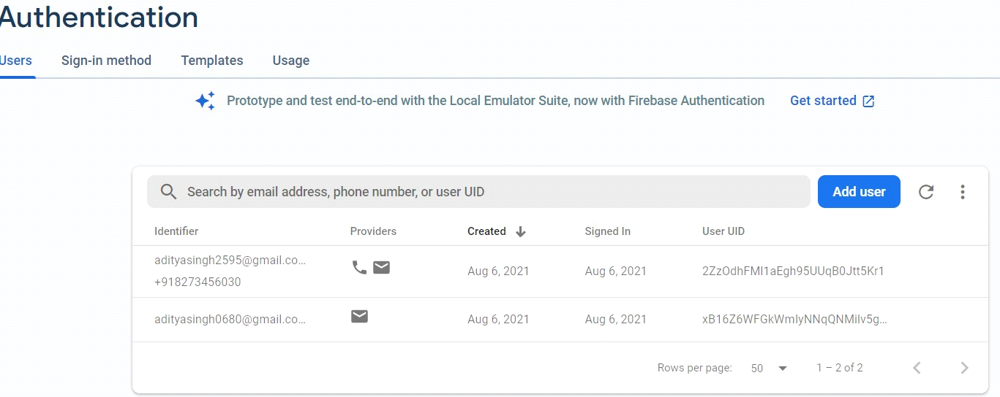 Authentication
Users Sign-in method Templates Usage
Prototype and test end-to-end with the Local Emulator Suite, now with Firebase Authentication Get started
Search by email address, phone number, or user UID Add user
Identifier Providers Created Signed In User UID
adityasingh2595@gmail.co...
+918273456030
Aug 6, 2021 Aug 6, 2021 2ZzOdhFMI1aEgh95UUqB0Jtt5Kr1
adityasingh0680@gmail.co... Aug 6, 2021 Aug 6, 2021 xB16Z6WFGkWmIyNNqQNMiIv5g...
Rows per page: 50 1 – 2 of 2